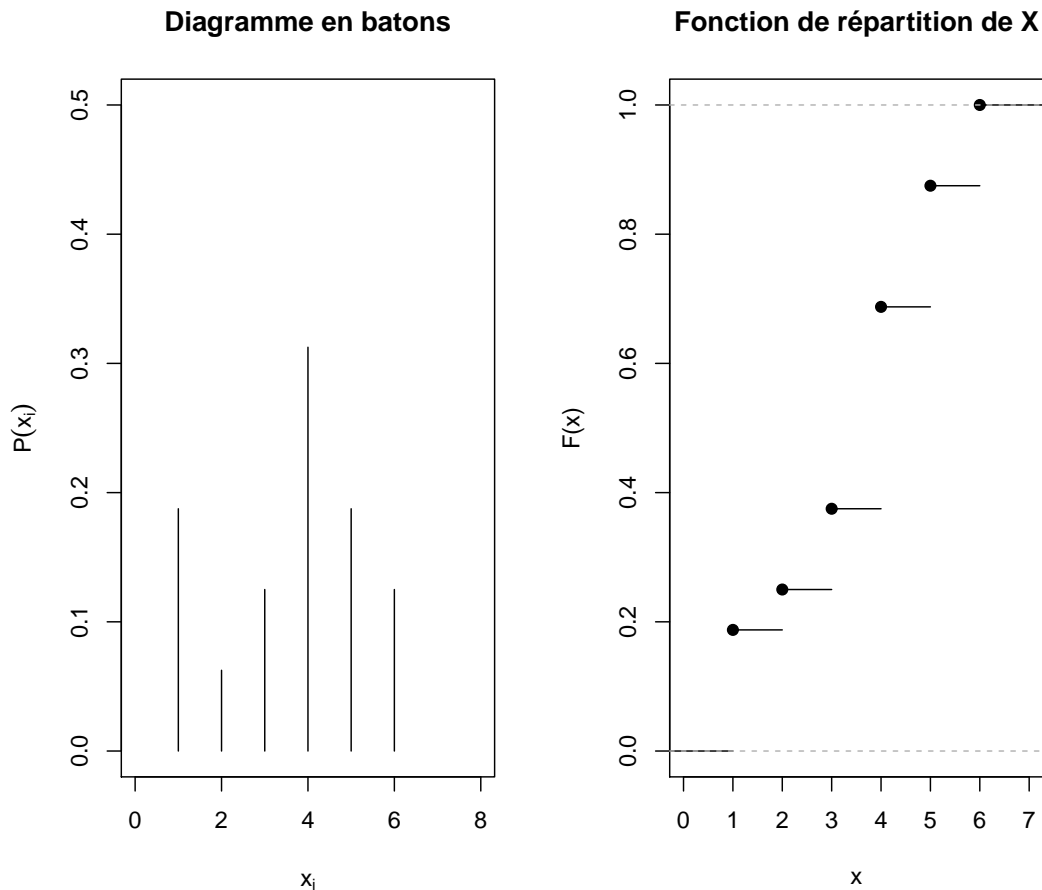 Diagramme en batons
0.0 0.1 0.2 0.3 0.4 0.5
P(xi)
0 2 4 6 8
xi
Fonction de répartition de X
0.0 0.2 0.4 0.6 0.8 1.0
F(x)
0 1 2 3 4 5 6 7
x